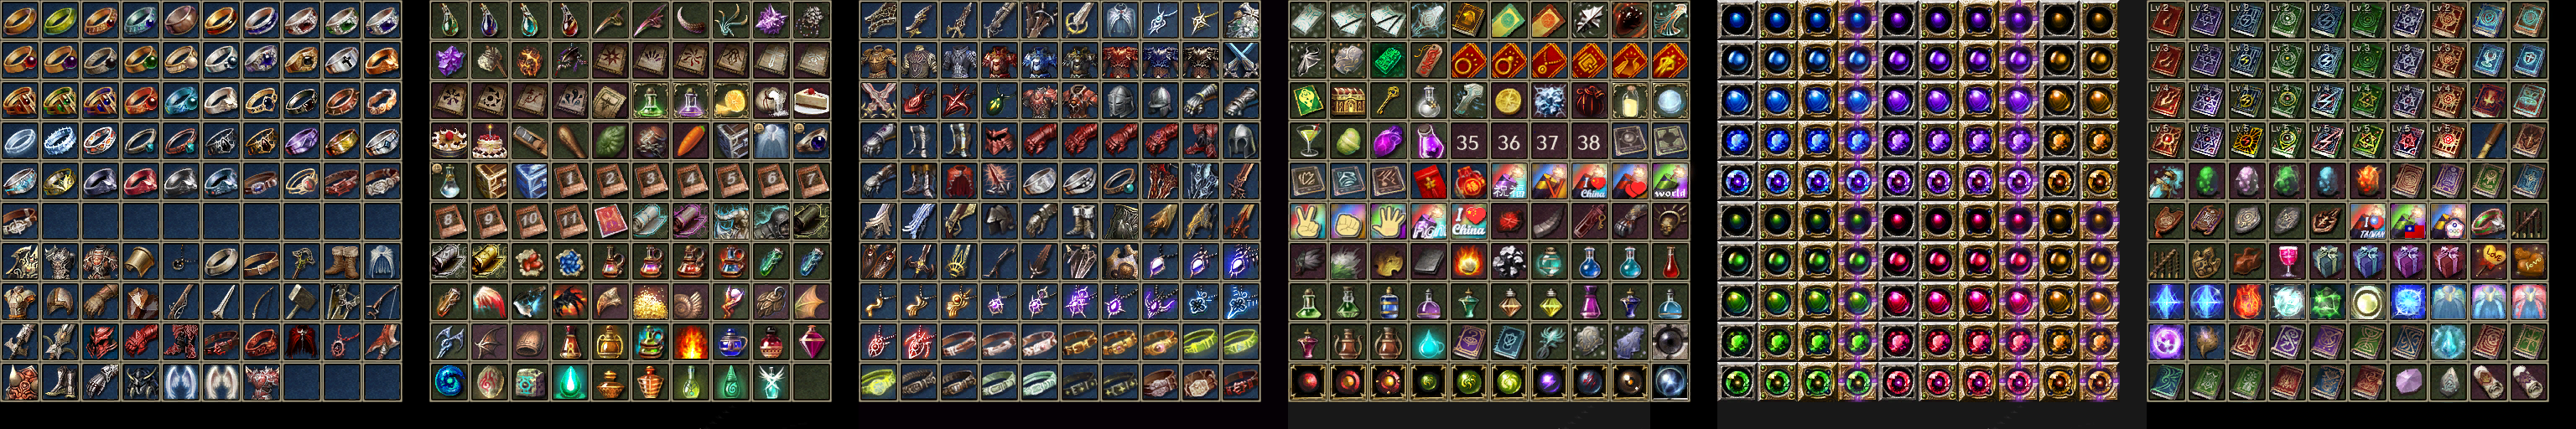 Lv.2 Lv.2 Lv.2 Lv.2 Lv.2 Lv.2 Lv.2 Lv.2
Lv.3 Lv.3 Lv.3 Lv.3 Lv.3 Lv.3 Lv.3 Lv.3
Lv.4 Lv.4 Lv.4 Lv.4 Lv.4 Lv.4 Lv.4 Lv.4
35 36 37 38
Lv.5 Lv.5 Lv.5 Lv.5 Lv.5 Lv.5 Lv.5 Lv.5
1 2 3 4 5 6 7
祝福
I China
world
8 9 10 11
I
China
I
TAIWAN
LOVE
love